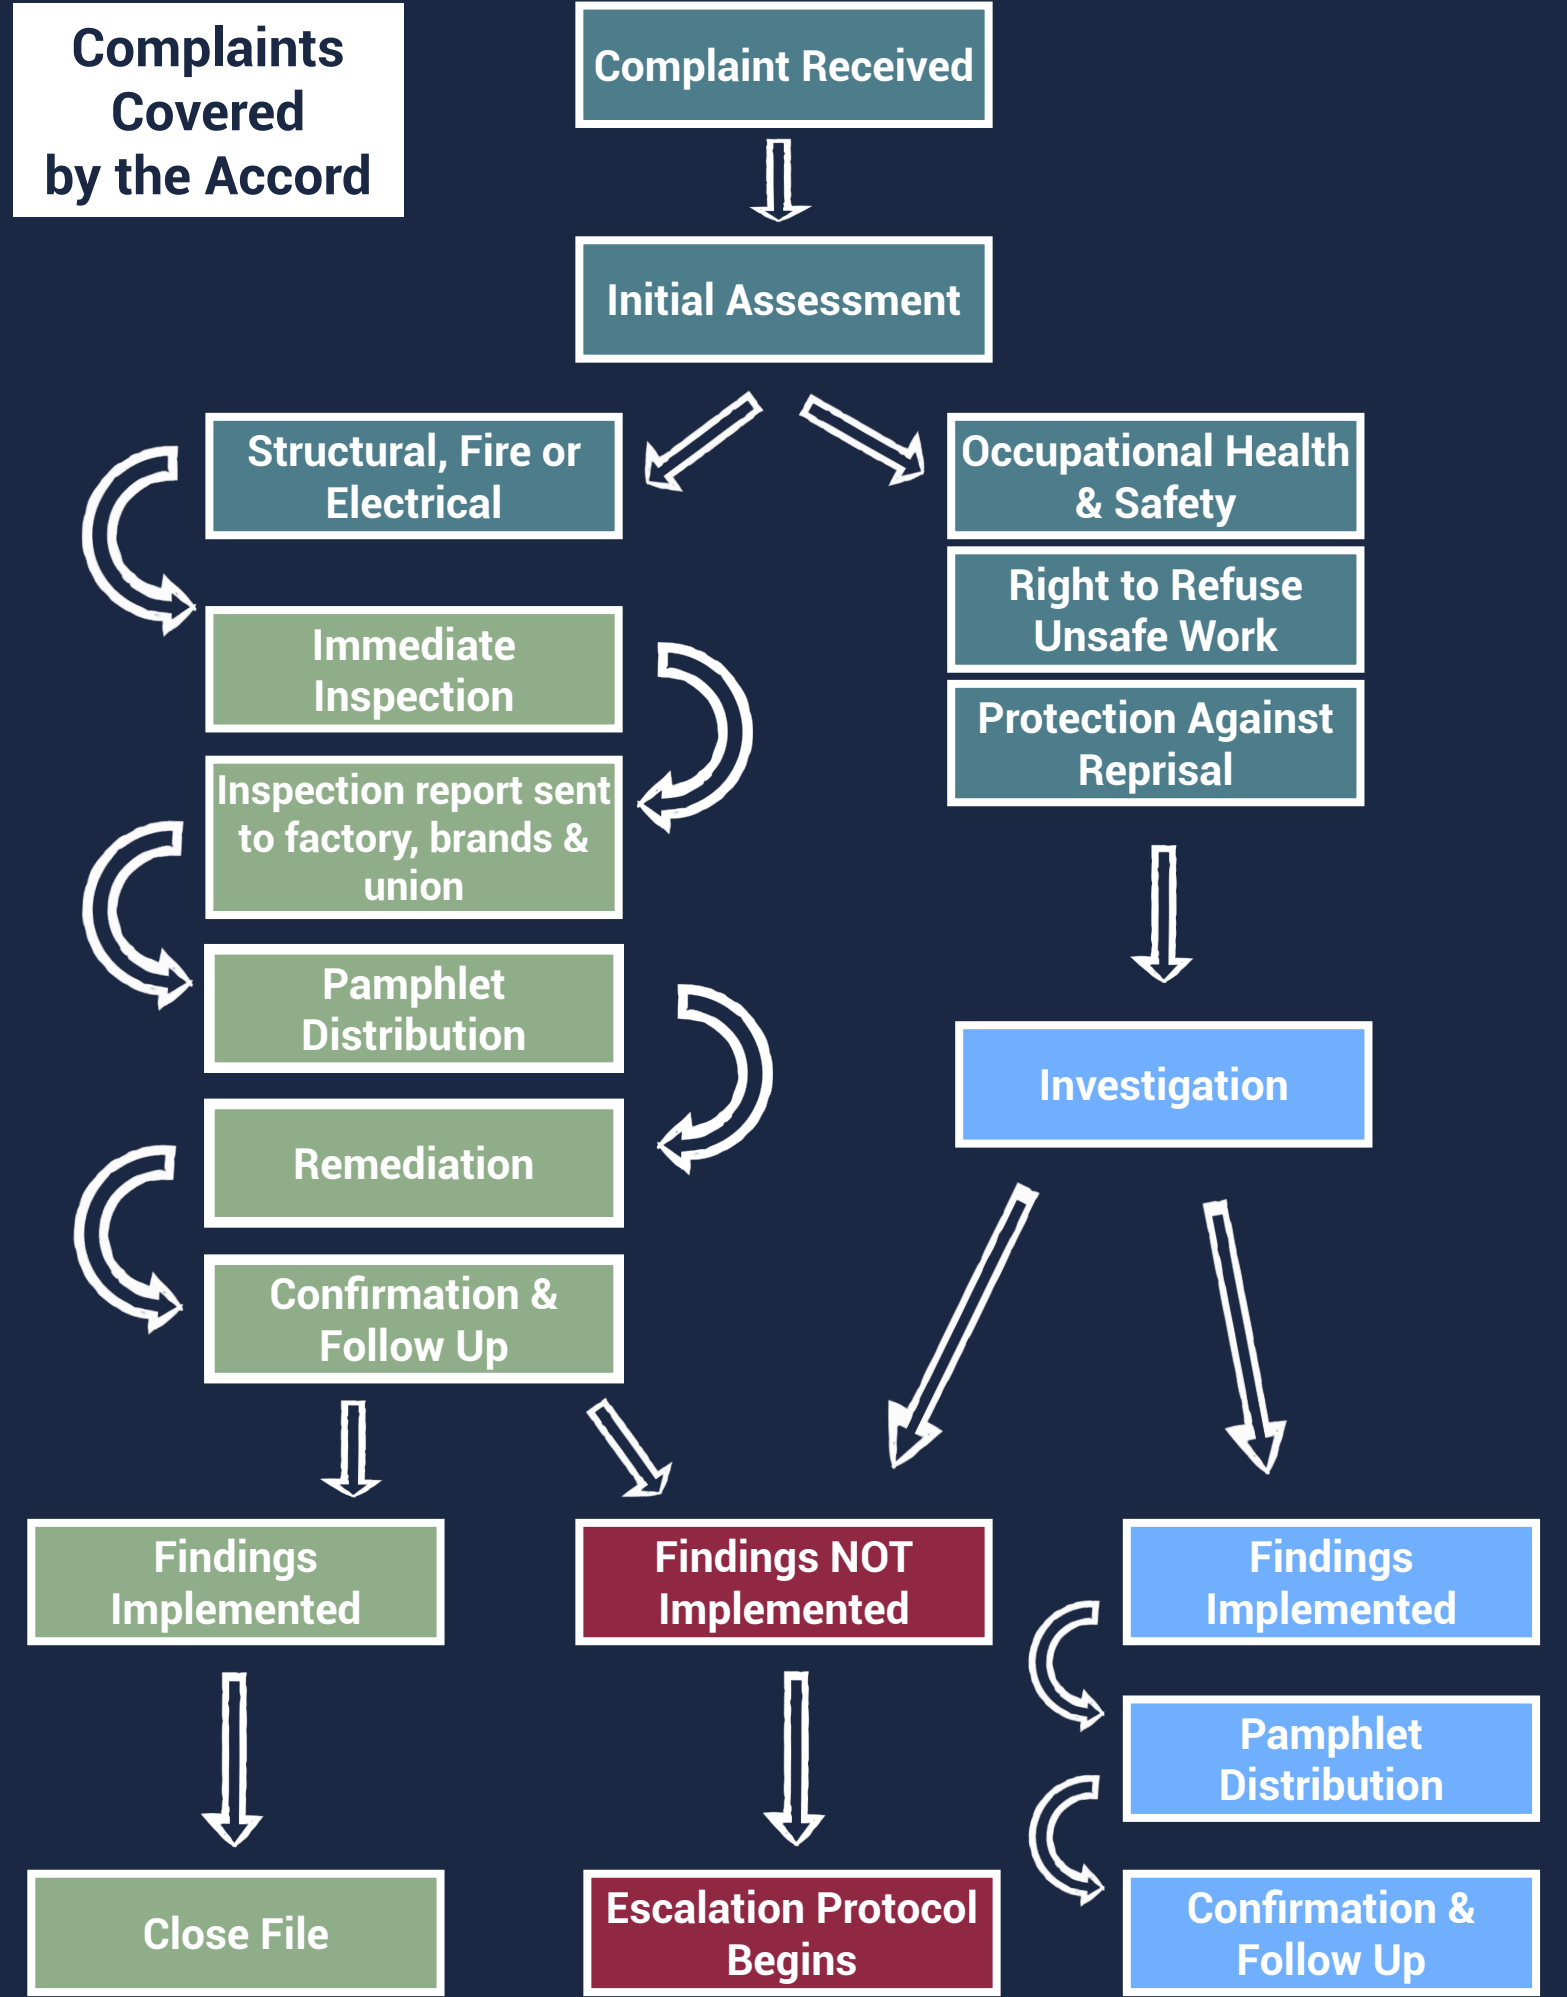 Complaints
Covered
by the Accord
Complaint Received
Initial Assessment
Structural, Fire or
Electrical
Occupational Health
& Safety
Right to Refuse
Unsafe Work
Protection Against
Reprisal
Immediate
Inspection
Inspection report sent
to factory, brands &
union
Pamphlet
Distribution
Remediation
Confirmation &
Follow Up
Investigation
Findings
Implemented
Findings NOT
Implemented
Findings
Implemented
Pamphlet
Distribution
Close File
Escalation Protocol
Begins
Confirmation &
Follow Up